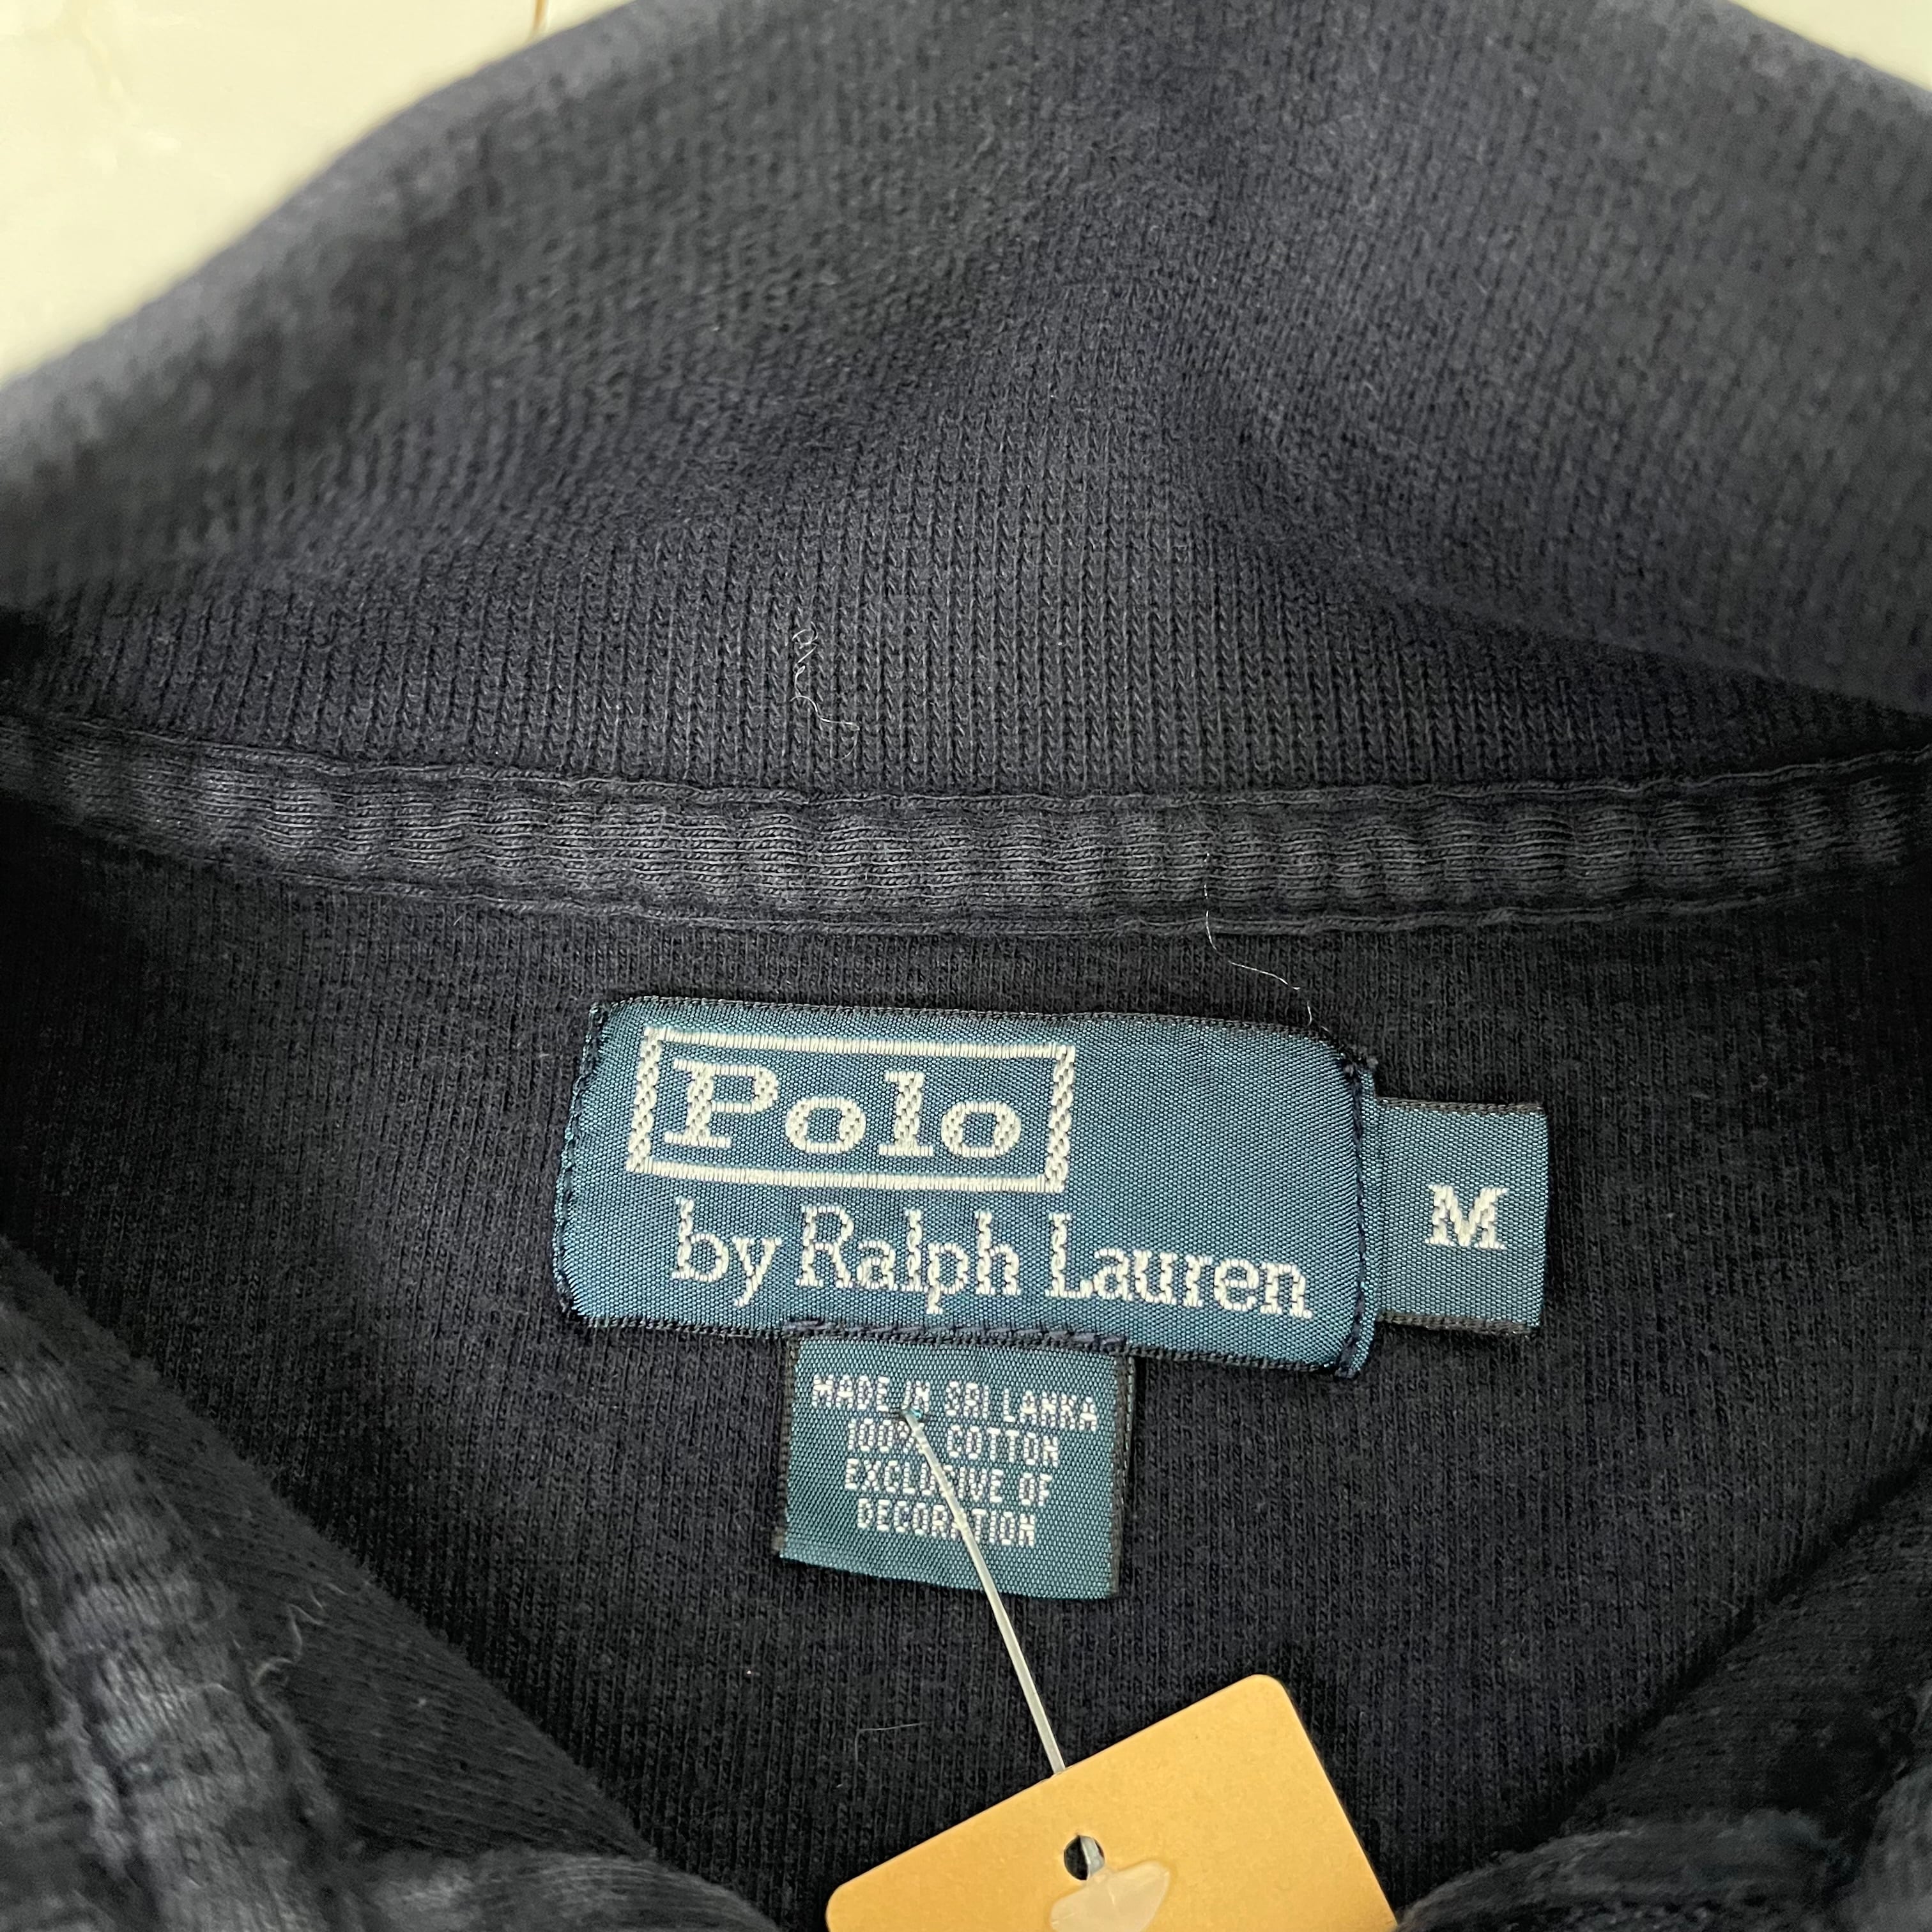 Polo
by Ralph Lauren
M
MADE IN SRI LANKA
100% COTTON
EXCLUSIVE OF
DECORATION